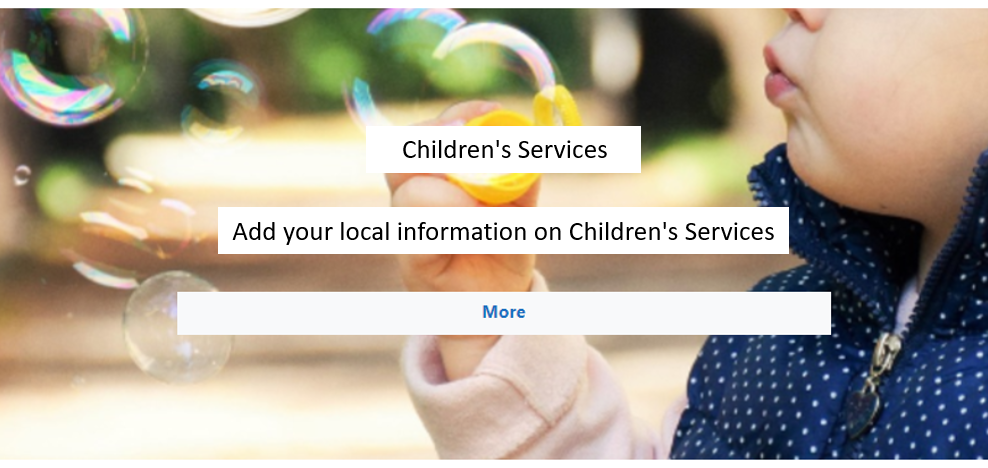 Children's Services
Add your local information on Children's Services
More